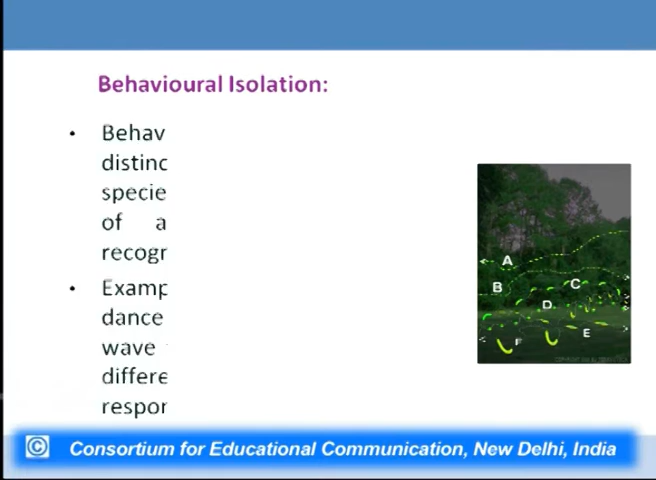 Behavioural Isolation:
• Behav
distinc
specie
of a
recogr
• Examp
dance
wave
differe
respor
A
B
C
D
E
F
© Consortium for Educational Communication, New Delhi, India